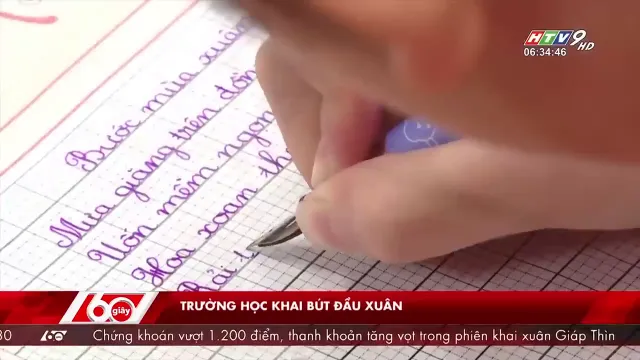 HTV9 HD
06:34:46
Bước mùa xuân
Mưa giăng trên đồn
Uốn mềm ngọn
Hoa xoan th
Rải
60 giây
TRƯỜNG HỌC KHAI BÚT ĐẦU XUÂN
30 60 Chứng khoán vượt 1.200 điểm, thanh khoản tăng vọt trong phiên khai xuân Giáp Thìn